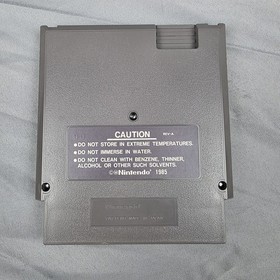 CAUTION REV-A
•DO NOT STORE IN EXTREME TEMPERATURES.
•DO NOT IMMERSE IN WATER.
•DO NOT CLEAN WITH BENZENE, THINNER,
ALCOHOL OR OTHER SUCH SOLVENTS.
©®Nintendo® 1985